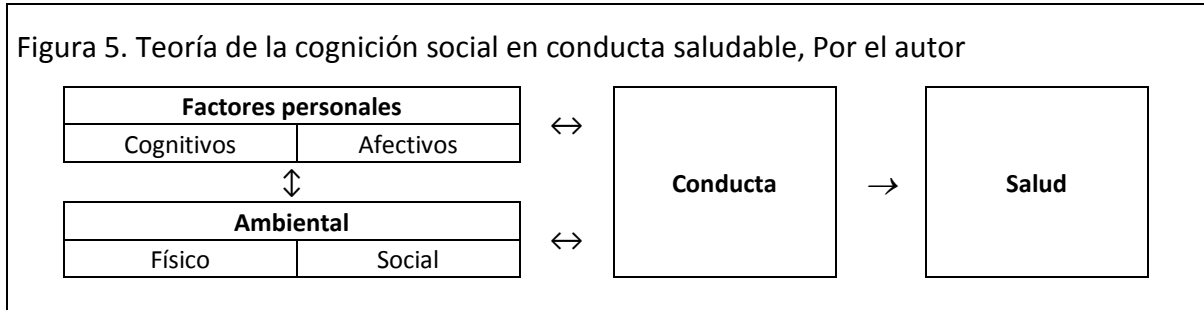 Figura 5. Teoría de la cognición social en conducta saludable, Por el autor
Factores personales
Cognitivos Afectivos
↔
↕
Ambiental
Físico Social
↔
Conducta
→
Salud